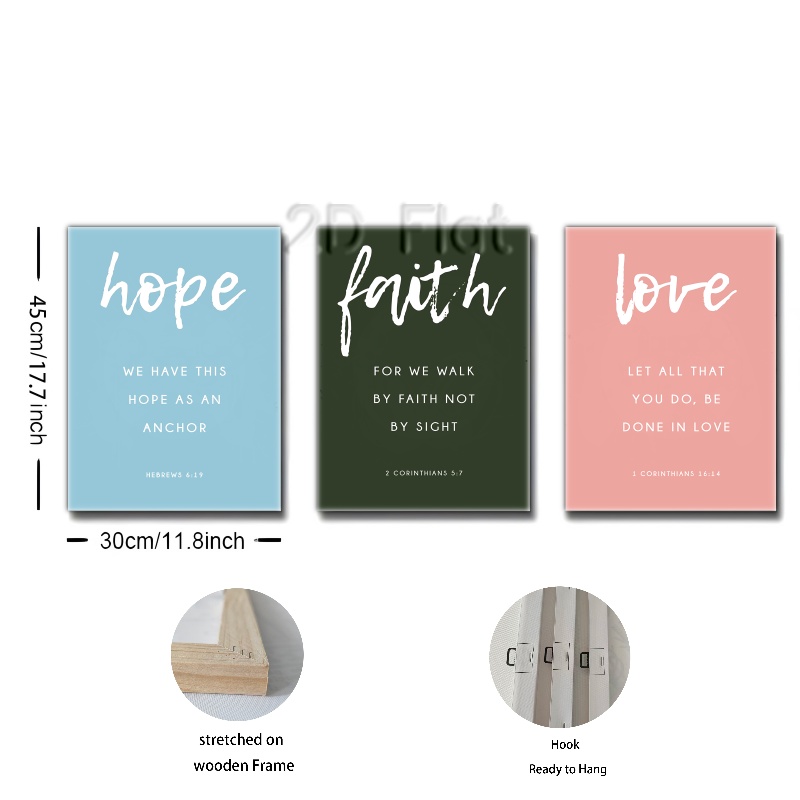 2D Flat
hope
WE HAVE THIS
HOPE AS AN
ANCHOR
HEBREWS 6:19
faith
FOR WE WALK
BY FAITH NOT
BY SIGHT
2 CORINTHIANS 5:7
love
LET ALL THAT
YOU DO, BE
DONE IN LOVE
1 CORINTHIANS 16:14
45cm/17.7inch
30cm/11.8inch
stretched on
wooden Frame
Hook
Ready to Hang